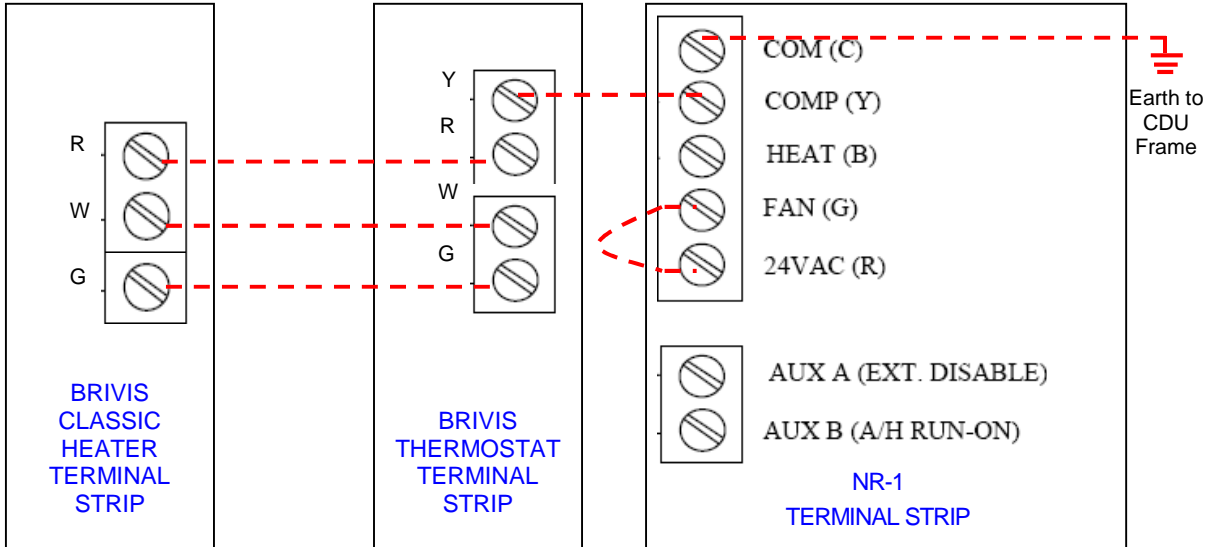 R
W
G
BRIVIS
CLASSIC
HEATER
TERMINAL
STRIP
Y
R
W
G
BRIVIS
THERMOSTAT
TERMINAL
STRIP
COM (C)
COMP (Y)
HEAT (B)
FAN (G)
24VAC (R)
AUX A (EXT. DISABLE)
AUX B (A/H RUN-ON)
NR-1
TERMINAL STRIP
Earth to
CDU
Frame